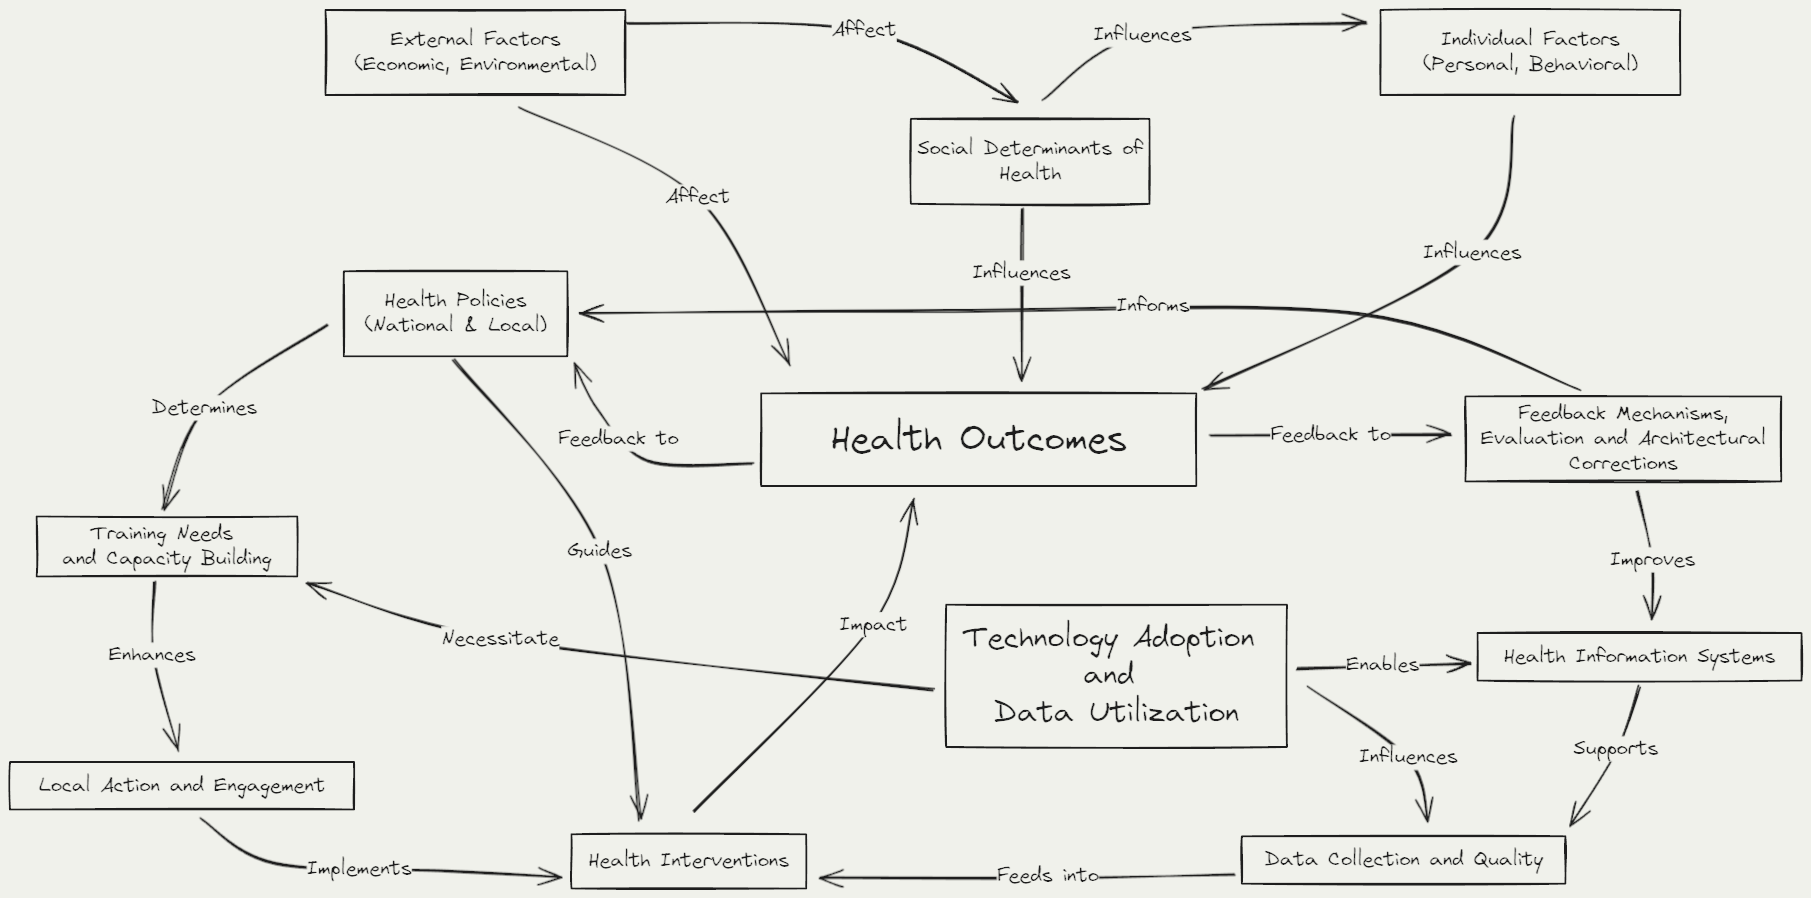 External Factors
(Economic, Environmental)
Affect
Influences
Individual Factors
(Personal, Behavioral)
Social Determinants of
Health
Affect
Influences
Influences
Health Policies
(National & Local)
Informs
Determines
Feedback to
Health Outcomes
Feedback to
Feedback Mechanisms,
Evaluation and Architectural
Corrections
Training Needs
and Capacity Building
Guides
Improves
Necessitate
Impact
Technology Adoption
and
Data Utilization
Enables
Health Information Systems
Enhances
Influences
Supports
Local Action and Engagement
Implements
Health Interventions
Feeds into
Data Collection and Quality